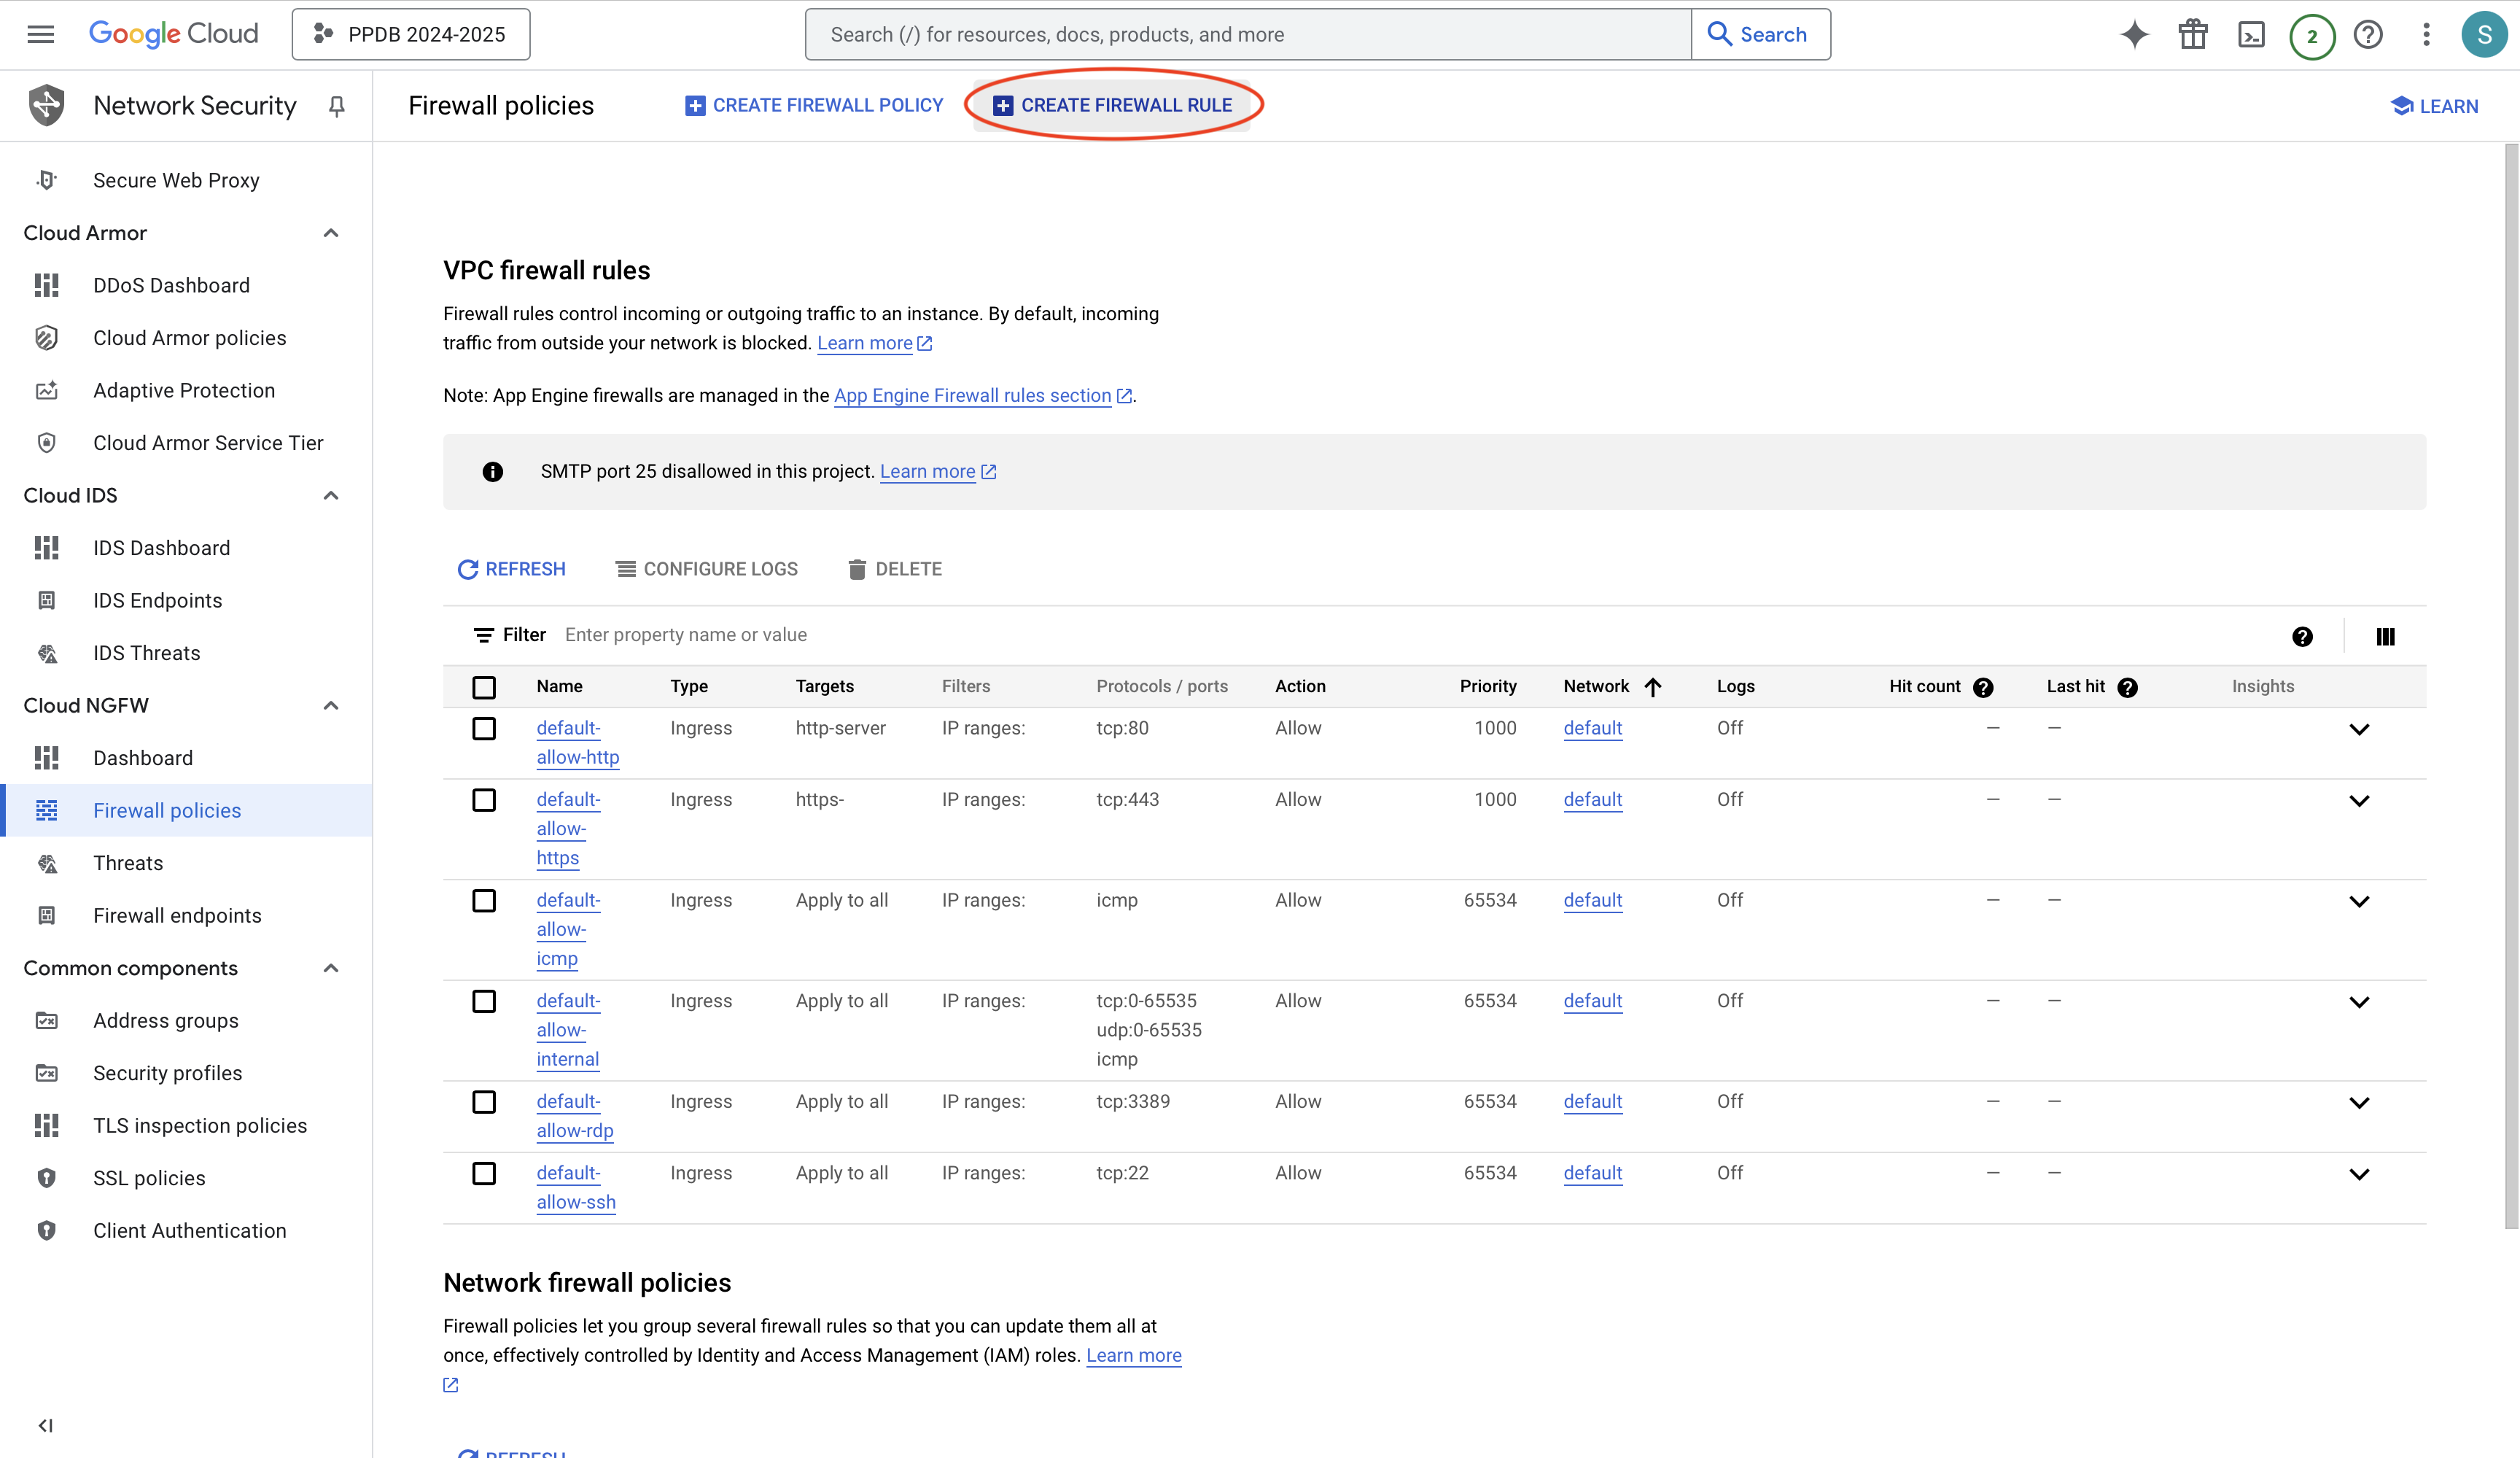 Google Cloud
PPDB 2024-2025
Search (/) for resources, docs, products, and more
Search
2
S
Network Security
Firewall policies
CREATE FIREWALL POLICY
CREATE FIREWALL RULE
LEARN
Secure Web Proxy
Cloud Armor
DDoS Dashboard
Cloud Armor policies
Adaptive Protection
Cloud Armor Service Tier
Cloud IDS
IDS Dashboard
IDS Endpoints
IDS Threats
Cloud NGFW
Dashboard
Firewall policies
Threats
Firewall endpoints
Common components
Address groups
Security profiles
TLS inspection policies
SSL policies
Client Authentication
VPC firewall rules
Firewall rules control incoming or outgoing traffic to an instance. By default, incoming
traffic from outside your network is blocked. Learn more
Note: App Engine firewalls are managed in the App Engine Firewall rules section.
SMTP port 25 disallowed in this project. Learn more
REFRESH CONFIGURE LOGS DELETE
Filter Enter property name or value
Name Type Targets Filters Protocols / ports Action Priority Network Logs Hit count Last hit Insights
default- Ingress http-server IP ranges: tcp:80 Allow 1000 default Off — —
allow-http
default- Ingress https- IP ranges: tcp:443 Allow 1000 default Off — —
allow-
https
default- Ingress Apply to all IP ranges: icmp Allow 65534 default Off — —
allow-
icmp
default- Ingress Apply to all IP ranges: tcp:0-65535 Allow 65534 default Off — —
allow- udp:0-65535
internal icmp
default- Ingress Apply to all IP ranges: tcp:3389 Allow 65534 default Off — —
allow-rdp
default- Ingress Apply to all IP ranges: tcp:22 Allow 65534 default Off — —
allow-ssh
Network firewall policies
Firewall policies let you group several firewall rules so that you can update them all at
once, effectively controlled by Identity and Access Management (IAM) roles. Learn more
REFRESH